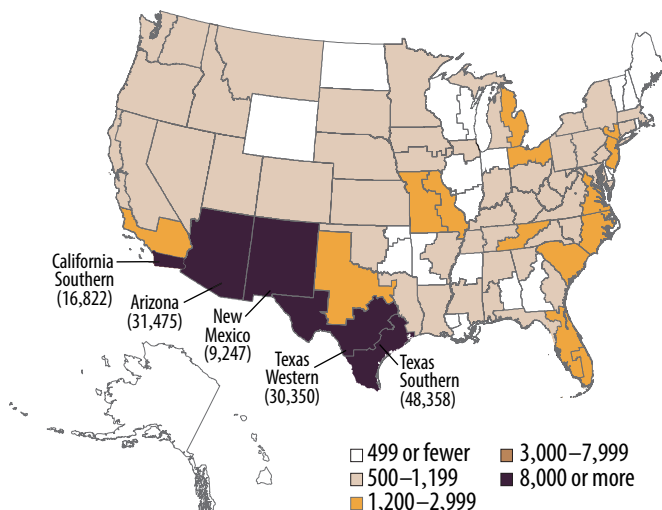 California
Southern
(16,822)
Arizona
(31,475)
New
Mexico
(9,247)
Texas
Western
(30,350)
Texas
Southern
(48,358)
499 or fewer
500–1,199
1,200–2,999
3,000–7,999
8,000 or more